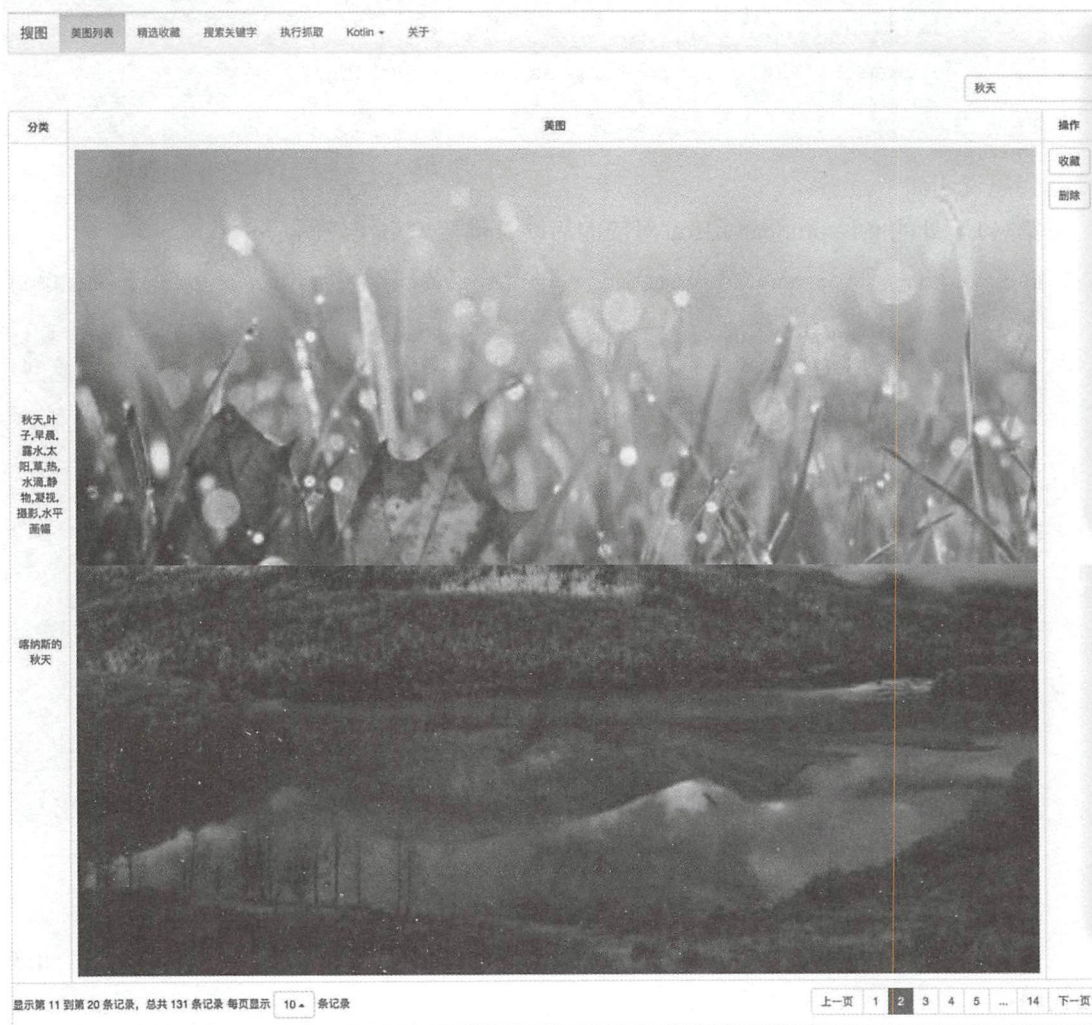 搜图 美图列表 精选收藏 搜索关键字 执行抓取 Kotlin 关于
秋天
分类 美图 操作
收藏
删除
秋天,叶
子,早晨,
露水,太
阳,草,热,
水滴,静
物,凝视,
摄影,水平
画幅
喀纳斯的
秋天
显示第 11 到第 20 条记录，总共 131 条记录 每页显示 10 条记录
上一页 1 2 3 4 5 ... 14 下一页